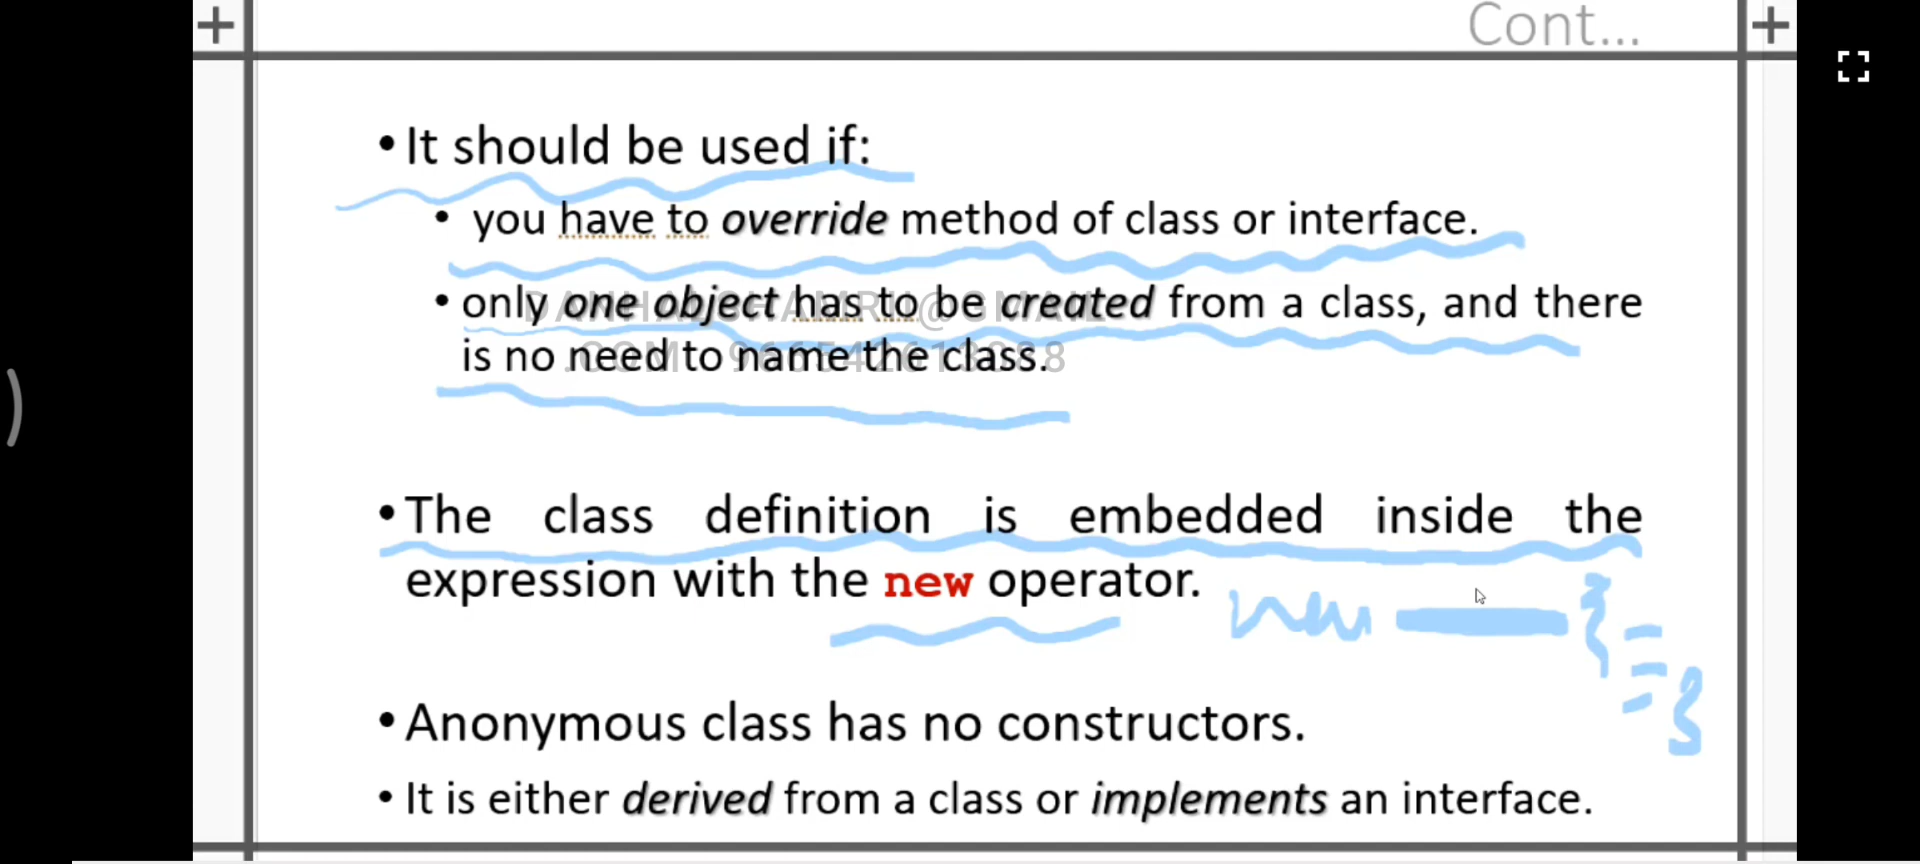 Cont...
•It should be used if:
• you have to override method of class or interface.
• only one object has to be created from a class, and there
is no need to name the class.
•The class definition is embedded inside the
expression with the new operator.
new { }
•Anonymous class has no constructors.
•It is either derived from a class or implements an interface.